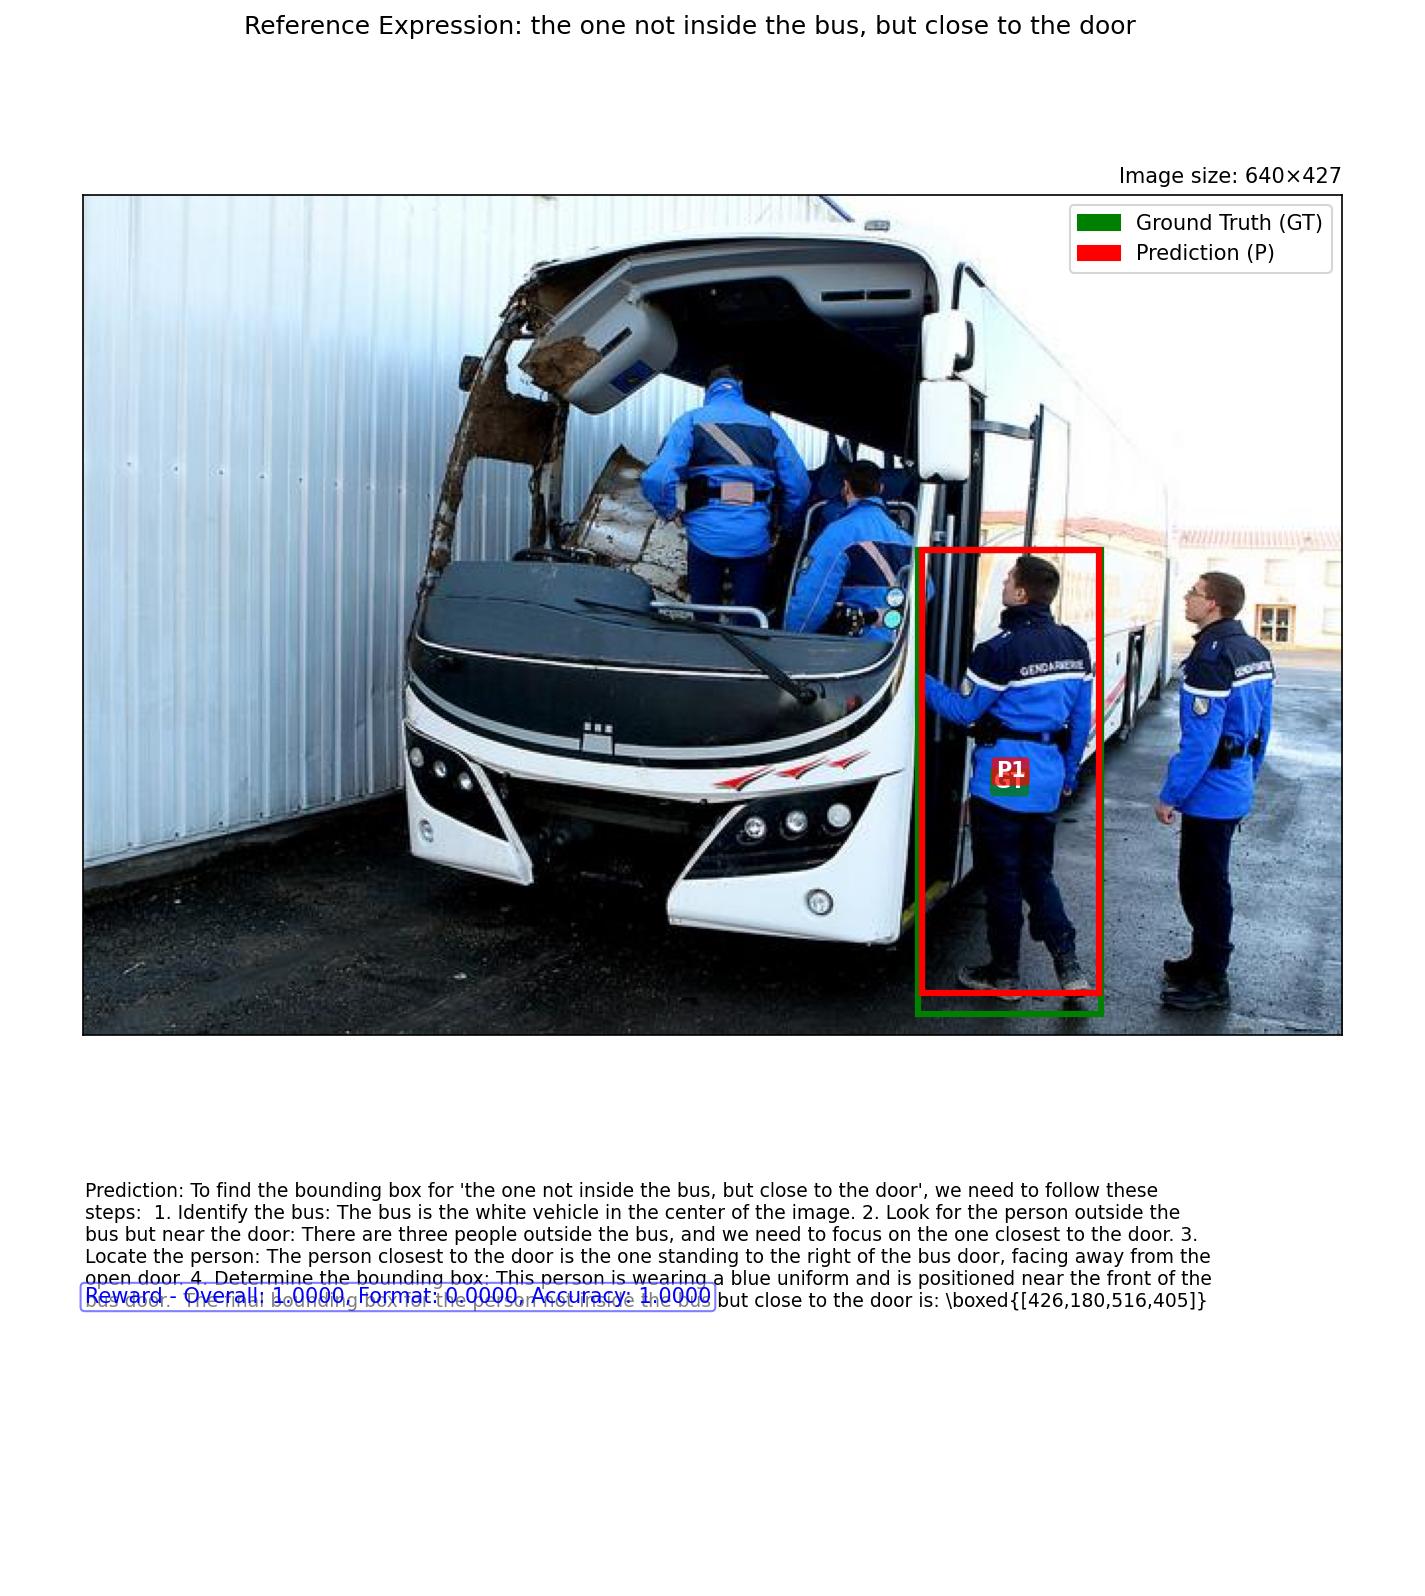 Reference Expression: the one not inside the bus, but close to the door
Image size: 640×427
Ground Truth (GT)
Prediction (P)
GENDARMERIE
GENDARMERIE
P1
GT
Prediction: To find the bounding box for 'the one not inside the bus, but close to the door', we need to follow these
steps:  1. Identify the bus: The bus is the white vehicle in the center of the image. 2. Look for the person outside the
bus but near the door: There are three people outside the bus, and we need to focus on the one closest to the door. 3.
Locate the person: The person closest to the door is the one standing to the right of the bus door, facing away from the
open door. 4. Determine the bounding box: This person is wearing a blue uniform and is positioned near the front of the
Reward - Overall: 1.0000, Format: 0.0000, Accuracy: 1.0000
bus door.  The final bounding box for the person not inside the bus but close to the door is: \boxed{[426,180,516,405]}